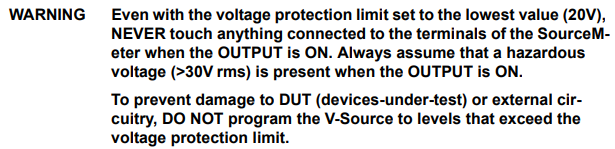 WARNING Even with the voltage protection limit set to the lowest value (20V),
NEVER touch anything connected to the terminals of the SourceM-
eter when the OUTPUT is ON. Always assume that a hazardous
voltage (>30V rms) is present when the OUTPUT is ON.
To prevent damage to DUT (devices-under-test) or external cir-
cuitry, DO NOT program the V-Source to levels that exceed the
voltage protection limit.